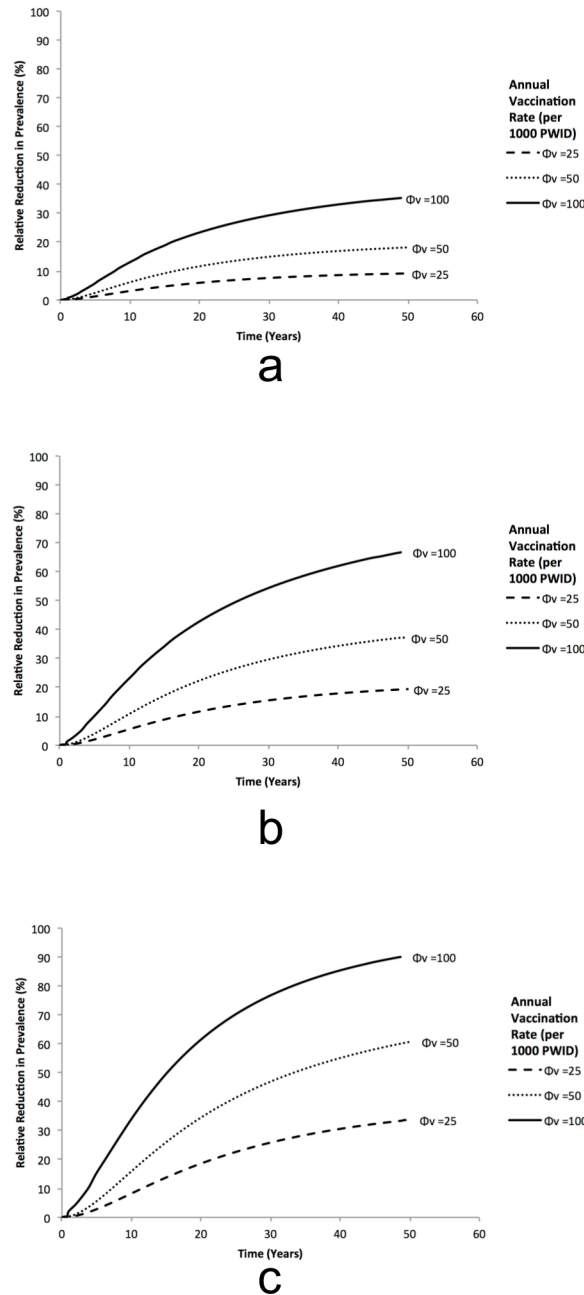 Relative Reduction in Prevalence (%)
100
90
80
70
60
50
40
30
20
10
0
Φv =100
Φv =50
Φv =25
0 10 20 30 40 50 60
Time (Years)
Annual
Vaccination
Rate (per
1000 PWID)
Φv =25
Φv =50
Φv =100
a
Relative Reduction in Prevalence (%)
100
90
80
70
60
50
40
30
20
10
0
Φv =100
Φv =50
Φv =25
0 10 20 30 40 50 60
Time (Years)
Annual
Vaccination
Rate (per
1000 PWID)
Φv =25
Φv =50
Φv =100
b
Relative Reduction in Prevalence (%)
100
90
80
70
60
50
40
30
20
10
0
Φv =100
Φv =50
Φv =25
0 10 20 30 40 50 60
Time (Years)
Annual
Vaccination
Rate (per
1000 PWID)
Φv =25
Φv =50
Φv =100
c